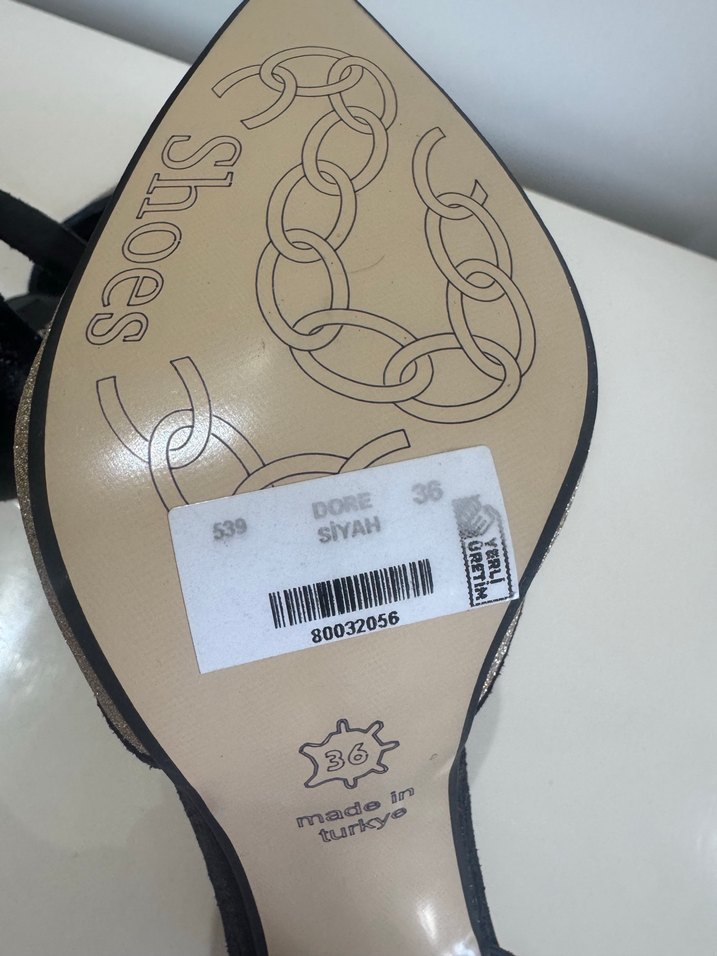 Shoes
539 DORE 36
SİYAH
YERLİ
ÜRETİM
80032056
36
made in
turkye